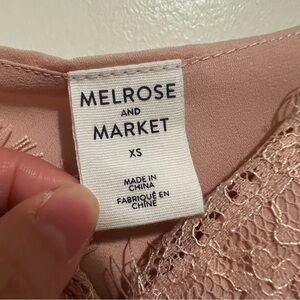 MELROSE
AND
MARKET
XS
MADE IN
CHINA
FABRIQUÉ EN
CHINE